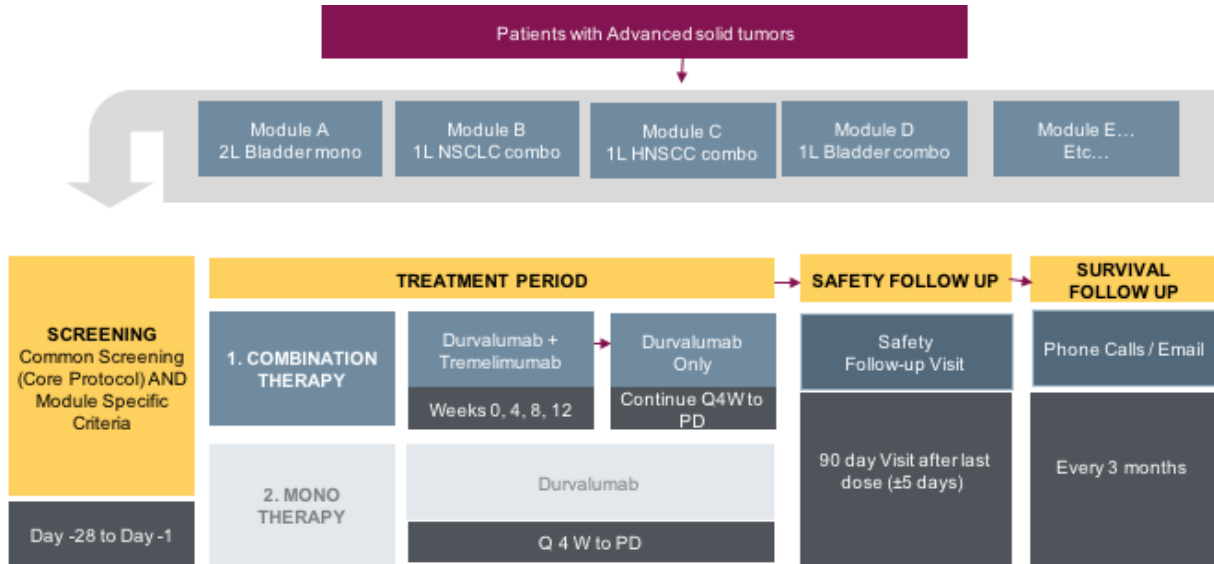 Patients with Advanced solid tumors
Module A
2L Bladder mono
Module B
1L NSCLC combo
Module C
1L HNSCC combo
Module D
1L Bladder combo
Module E...
Etc...
SCREENING
Common Screening
(Core Protocol) AND
Module Specific
Criteria
Day -28 to Day -1
TREATMENT PERIOD
1. COMBINATION
THERAPY
Durvalumab +
Tremelimumab
Weeks 0, 4, 8, 12
Durvalumab
Only
Continue Q4W to
PD
2. MONO
THERAPY
Durvalumab
Q 4 W to PD
SAFETY FOLLOW UP
Safety
Follow-up Visit
90 day Visit after last
dose (±5 days)
SURVIVAL
FOLLOW UP
Phone Calls / Email
Every 3 months